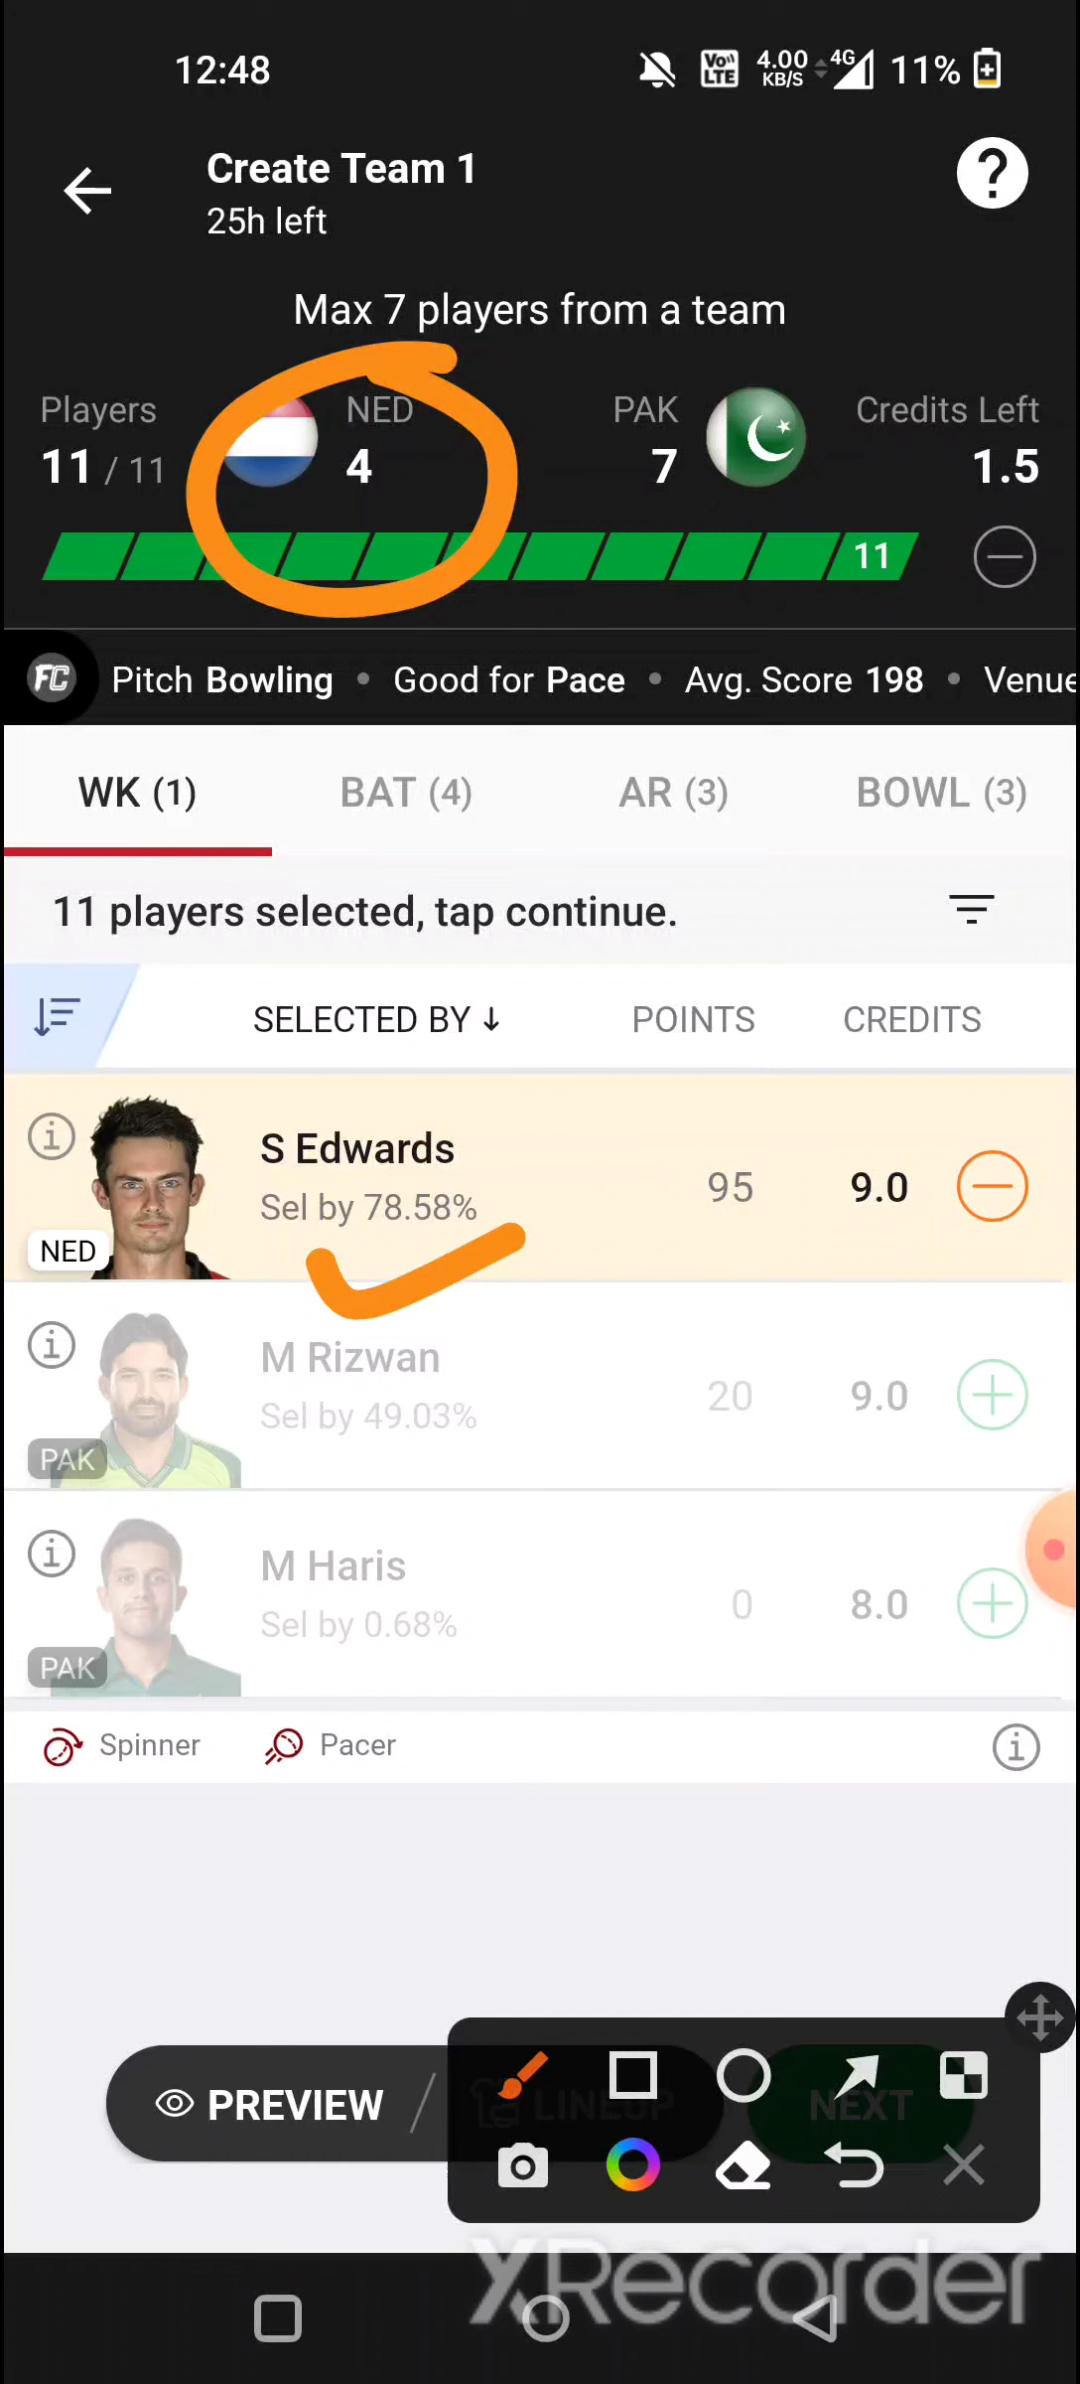 12:48 Vo)) LTE 4.00 KB/S 4G 11%
Create Team 1
25h left
Max 7 players from a team
Players NED PAK Credits Left
11 / 11 4 7 1.5
11
FC Pitch Bowling • Good for Pace • Avg. Score 198 • Venue
WK (1) BAT (4) AR (3) BOWL (3)
11 players selected, tap continue.
SELECTED BY ↓ POINTS CREDITS
S Edwards
Sel by 78.58% 95 9.0
NED
M Rizwan
Sel by 49.03% 20 9.0
PAK
M Haris
Sel by 0.68% 0 8.0
PAK
Spinner Pacer
PREVIEW / LINEUP NEXT
XRecorder